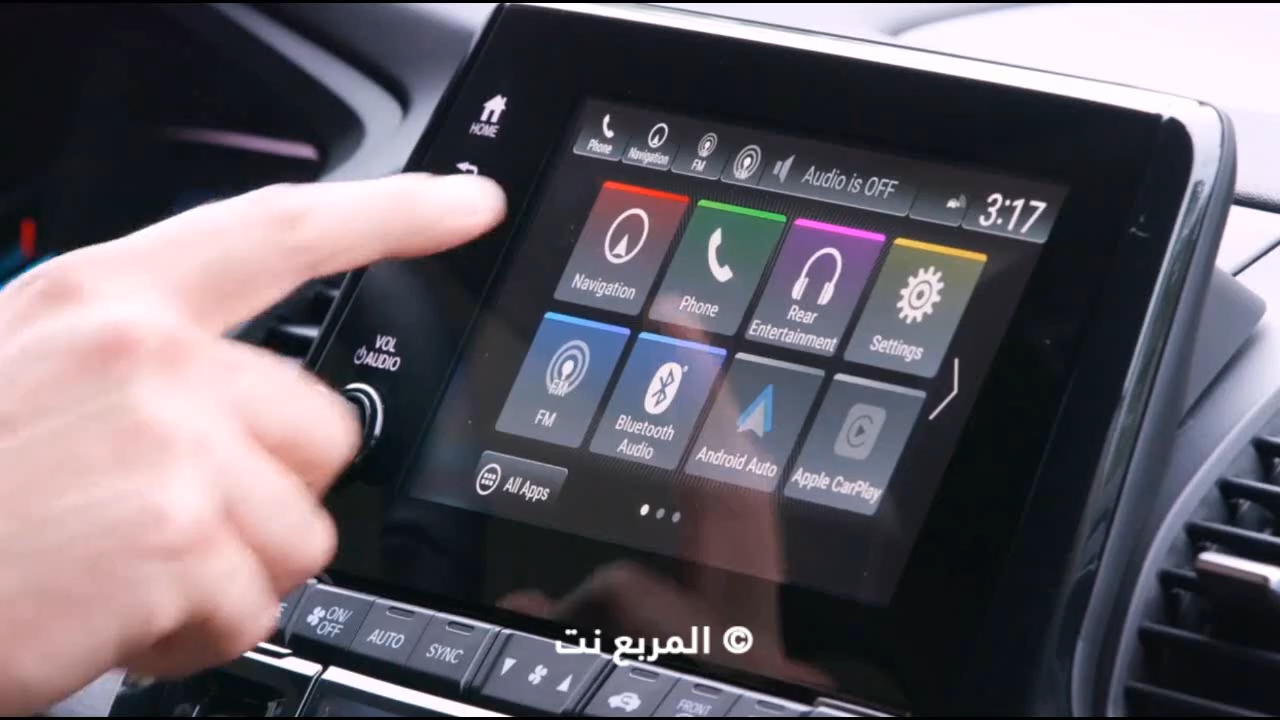 HOME
Phone
Navigation
FM
Audio is OFF
3:17
Navigation
Phone
Rear
Entertainment
Settings
VOL
AUDIO
FM
FM
Bluetooth
Audio
Android Auto
Apple CarPlay
All Apps
ON/
OFF
AUTO
SYNC
FRONT
© المربع نت